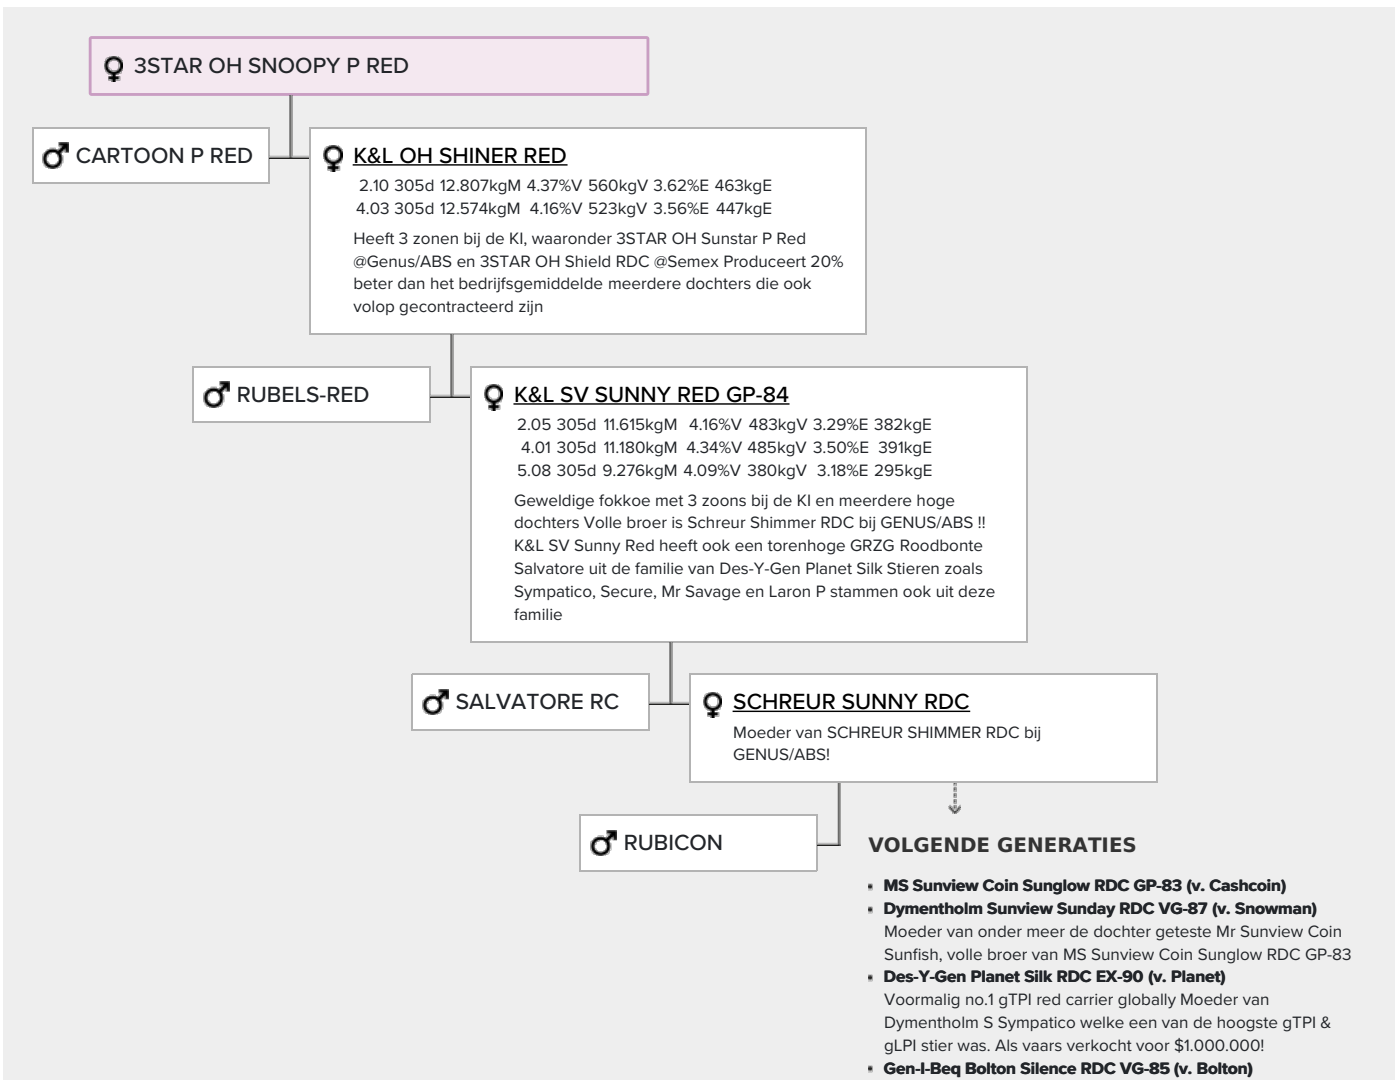 3STAR OH SNOOPY P RED
CARTOON P RED
K&L OH SHINER RED
2.10 305d 12.807kgM 4.37%V 560kgV 3.62%E 463kgE
4.03 305d 12.574kgM 4.16%V 523kgV 3.56%E 447kgE
Heeft 3 zonen bij de KI, waaronder 3STAR OH Sunstar P Red
@Genus/ABS en 3STAR OH Shield RDC @Semex Produceert 20%
beter dan het bedrijfsgemiddelde meerdere dochters die ook
volop gecontracteerd zijn
RUBELS-RED
K&L SV SUNNY RED GP-84
2.05 305d 11.615kgM 4.16%V 483kgV 3.29%E 382kgE
4.01 305d 11.180kgM 4.34%V 485kgV 3.50%E 391kgE
5.08 305d 9.276kgM 4.09%V 380kgV 3.18%E 295kgE
Geweldige fokkoe met 3 zoons bij de KI en meerdere hoge
dochters Volle broer is Schreur Shimmer RDC bij GENUS/ABS !!
K&L SV Sunny Red heeft ook een torenhoge GRZG Roodbonte
Salvatore uit de familie van Des-Y-Gen Planet Silk Stieren zoals
Sympatico, Secure, Mr Savage en Laron P stammen ook uit deze
familie
SALVATORE RC
SCHREUR SUNNY RDC
Moeder van SCHREUR SHIMMER RDC bij
GENUS/ABS!
RUBICON
VOLGENDE GENERATIES
MS Sunview Coin Sunglow RDC GP-83 (v. Cashcoin)
Dymentholm Sunview Sunday RDC VG-87 (v. Snowman)
Moeder van onder meer de dochter geteste Mr Sunview Coin
Sunfish, volle broer van MS Sunview Coin Sunglow RDC GP-83
Des-Y-Gen Planet Silk RDC EX-90 (v. Planet)
Voormalig no.1 gTPI red carrier globally Moeder van
Dymentholm S Sympatico welke een van de hoogste gTPI &
gLPI stier was. Als vaars verkocht voor $1.000.000!
Gen-I-Beq Bolton Silence RDC VG-85 (v. Bolton)